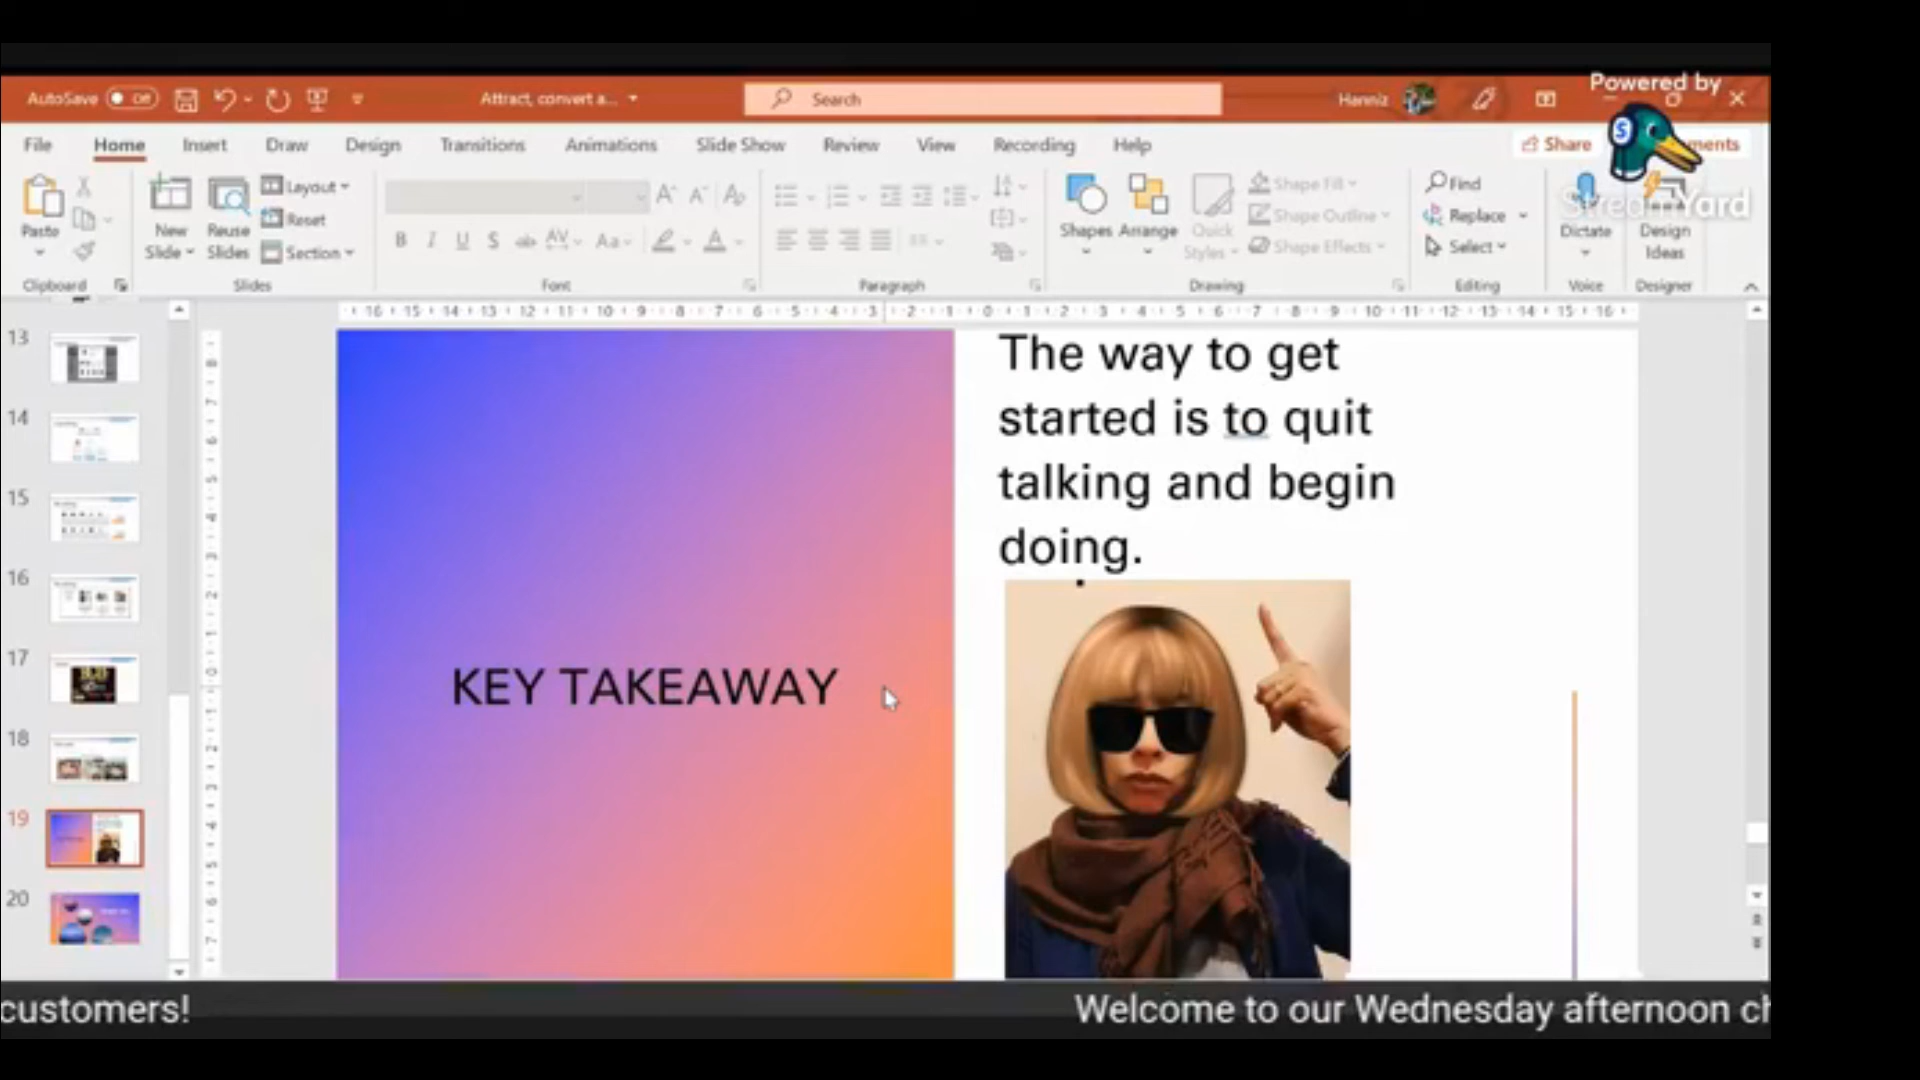 Powered by
StreamYard
AutoSave Off
Attract, convert a...
Search
Hanniz
File Home Insert Draw Design Transitions Animations Slide Show Review View Recording Help
Share
Paste
New Slide
Reuse Slides
Layout
Reset
Section
Shapes
Arrange
Quick Styles
Shape Fill
Shape Outline
Shape Effects
Find
Replace
Select
Dictate
Design Ideas
Clipboard Slides Font Paragraph Drawing Editing Voice Designer
13
14
15
16
17
18
19
20
KEY TAKEAWAY
The way to get
started is to quit
talking and begin
doing.
customers!
Welcome to our Wednesday afternoon